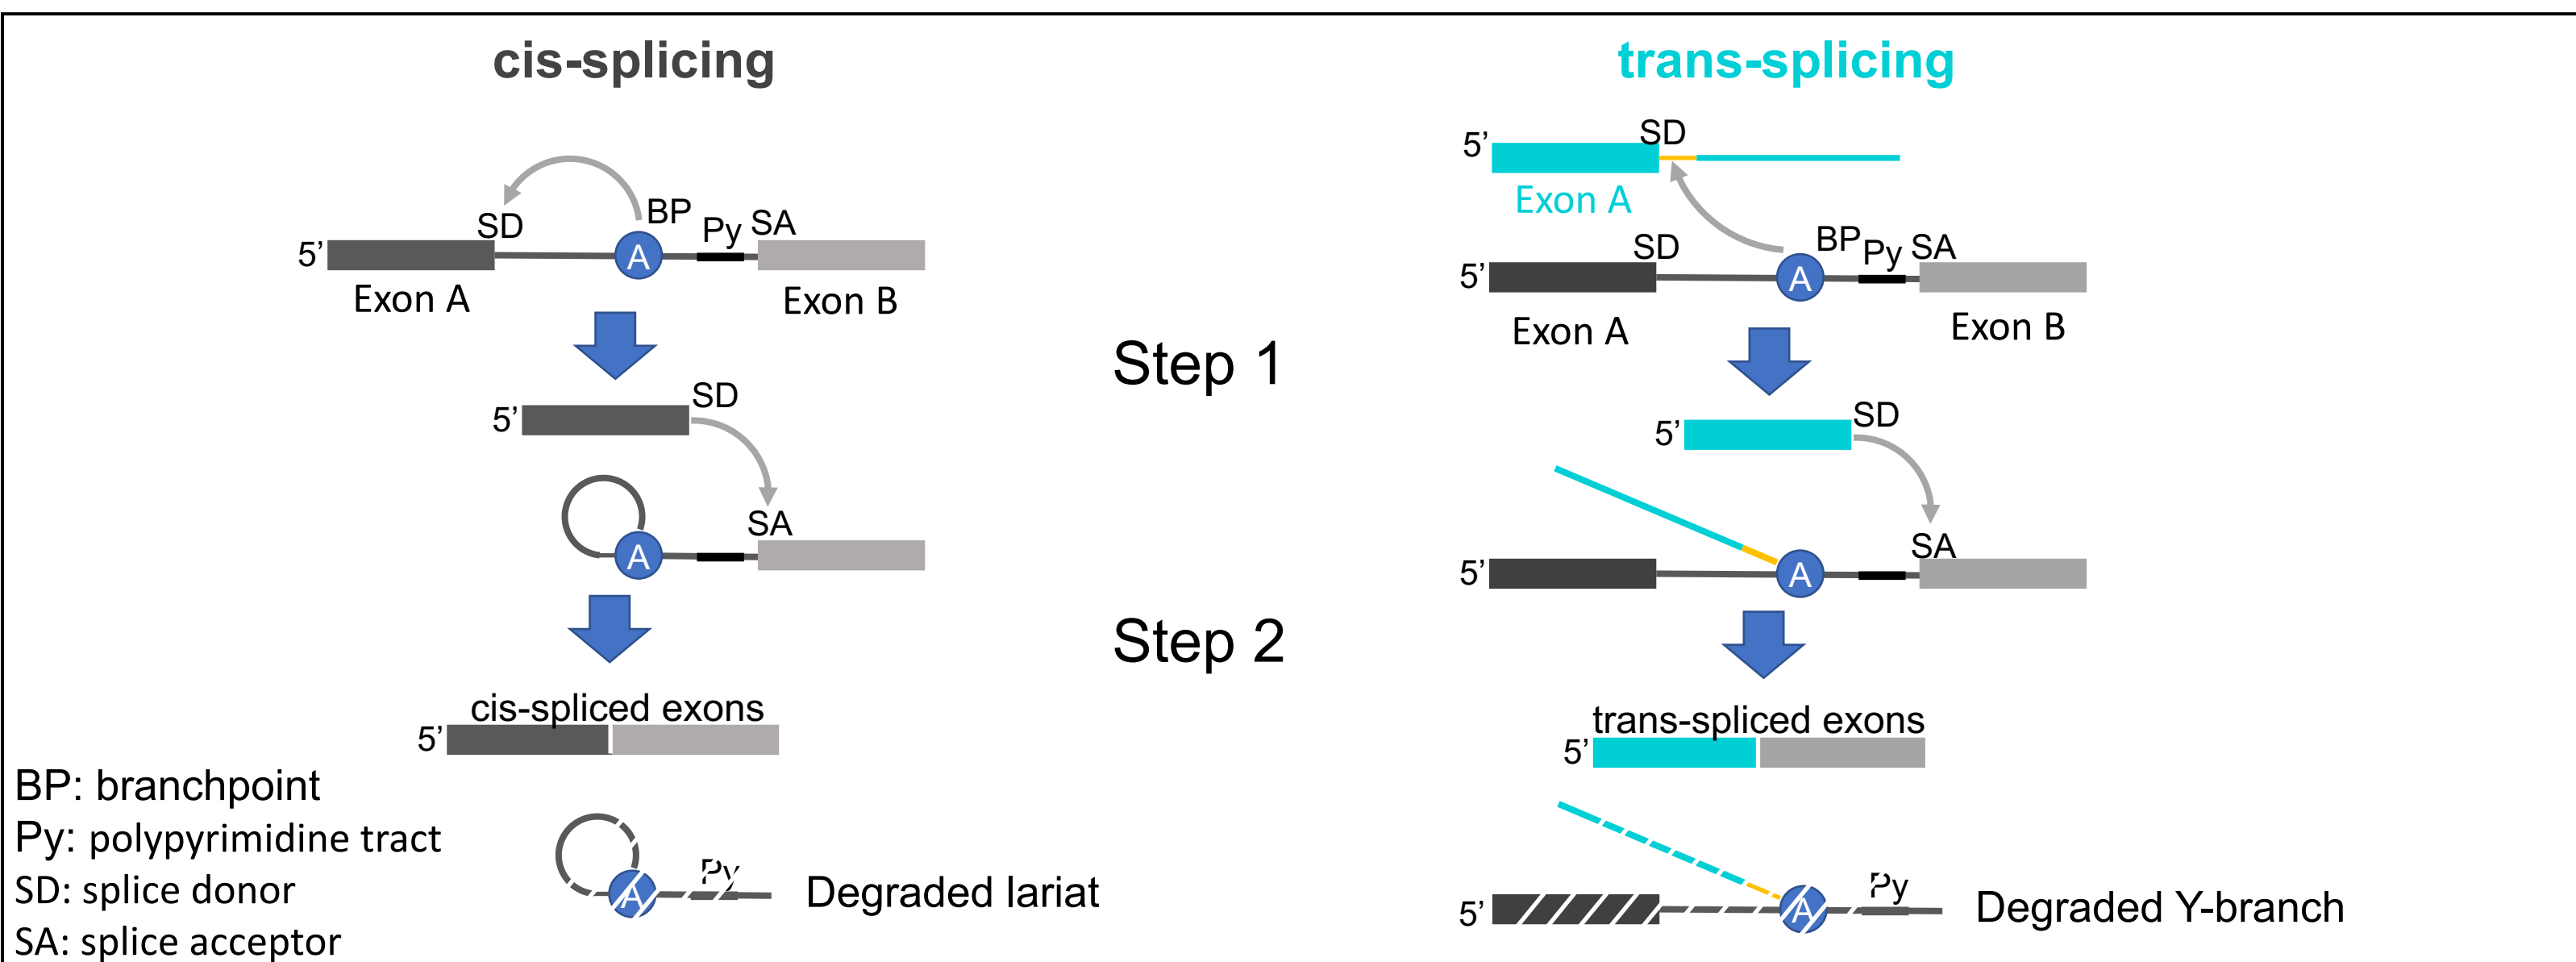 cis-splicing
5’
SD
BP
A
Py
SA
Exon A
Exon B
5’
SD
A
SA
cis-spliced exons
5’
A
Py
Degraded lariat
Step 1
Step 2
trans-splicing
5’
SD
Exon A
5’
SD
BP
A
Py
SA
Exon A
Exon B
5’
SD
5’
A
SA
trans-spliced exons
5’
5’
A
Py
Degraded Y-branch
BP: branchpoint
Py: polypyrimidine tract
SD: splice donor
SA: splice acceptor